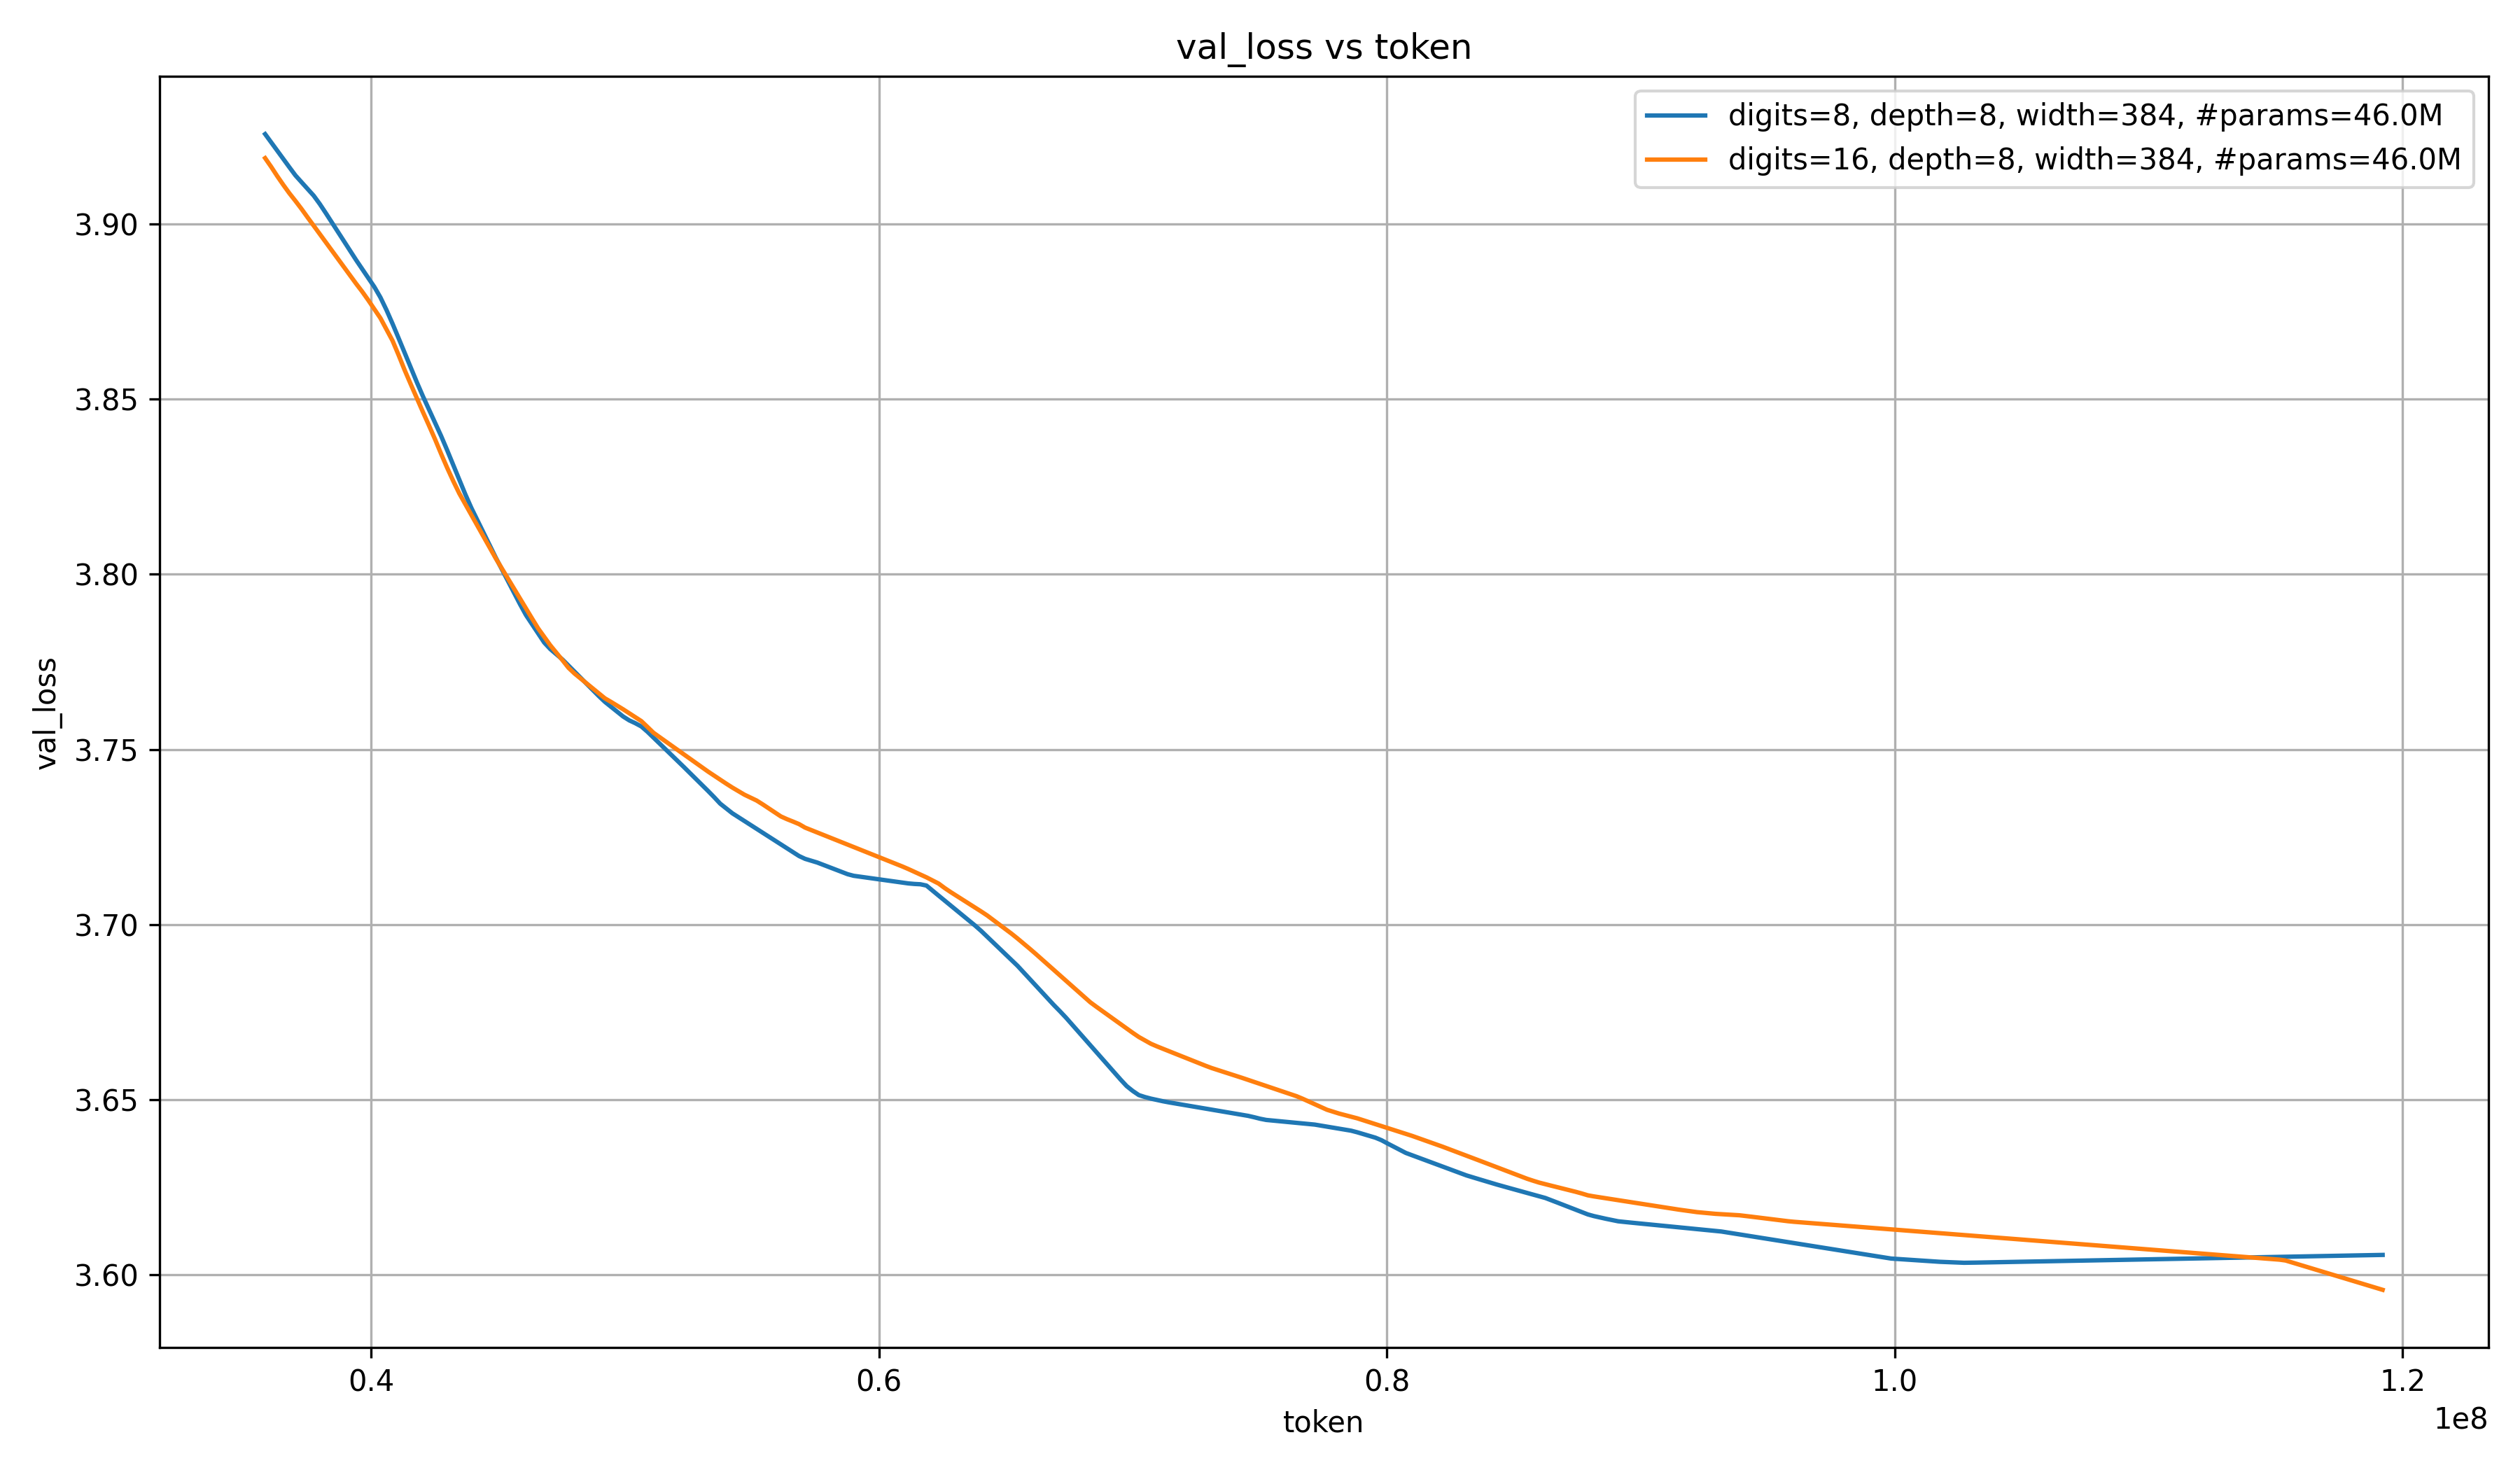 val_loss vs token
digits=8, depth=8, width=384, #params=46.0M
digits=16, depth=8, width=384, #params=46.0M
val_loss
3.90
3.85
3.80
3.75
3.70
3.65
3.60
0.4
0.6
0.8
1.0
1.2
1e8
token